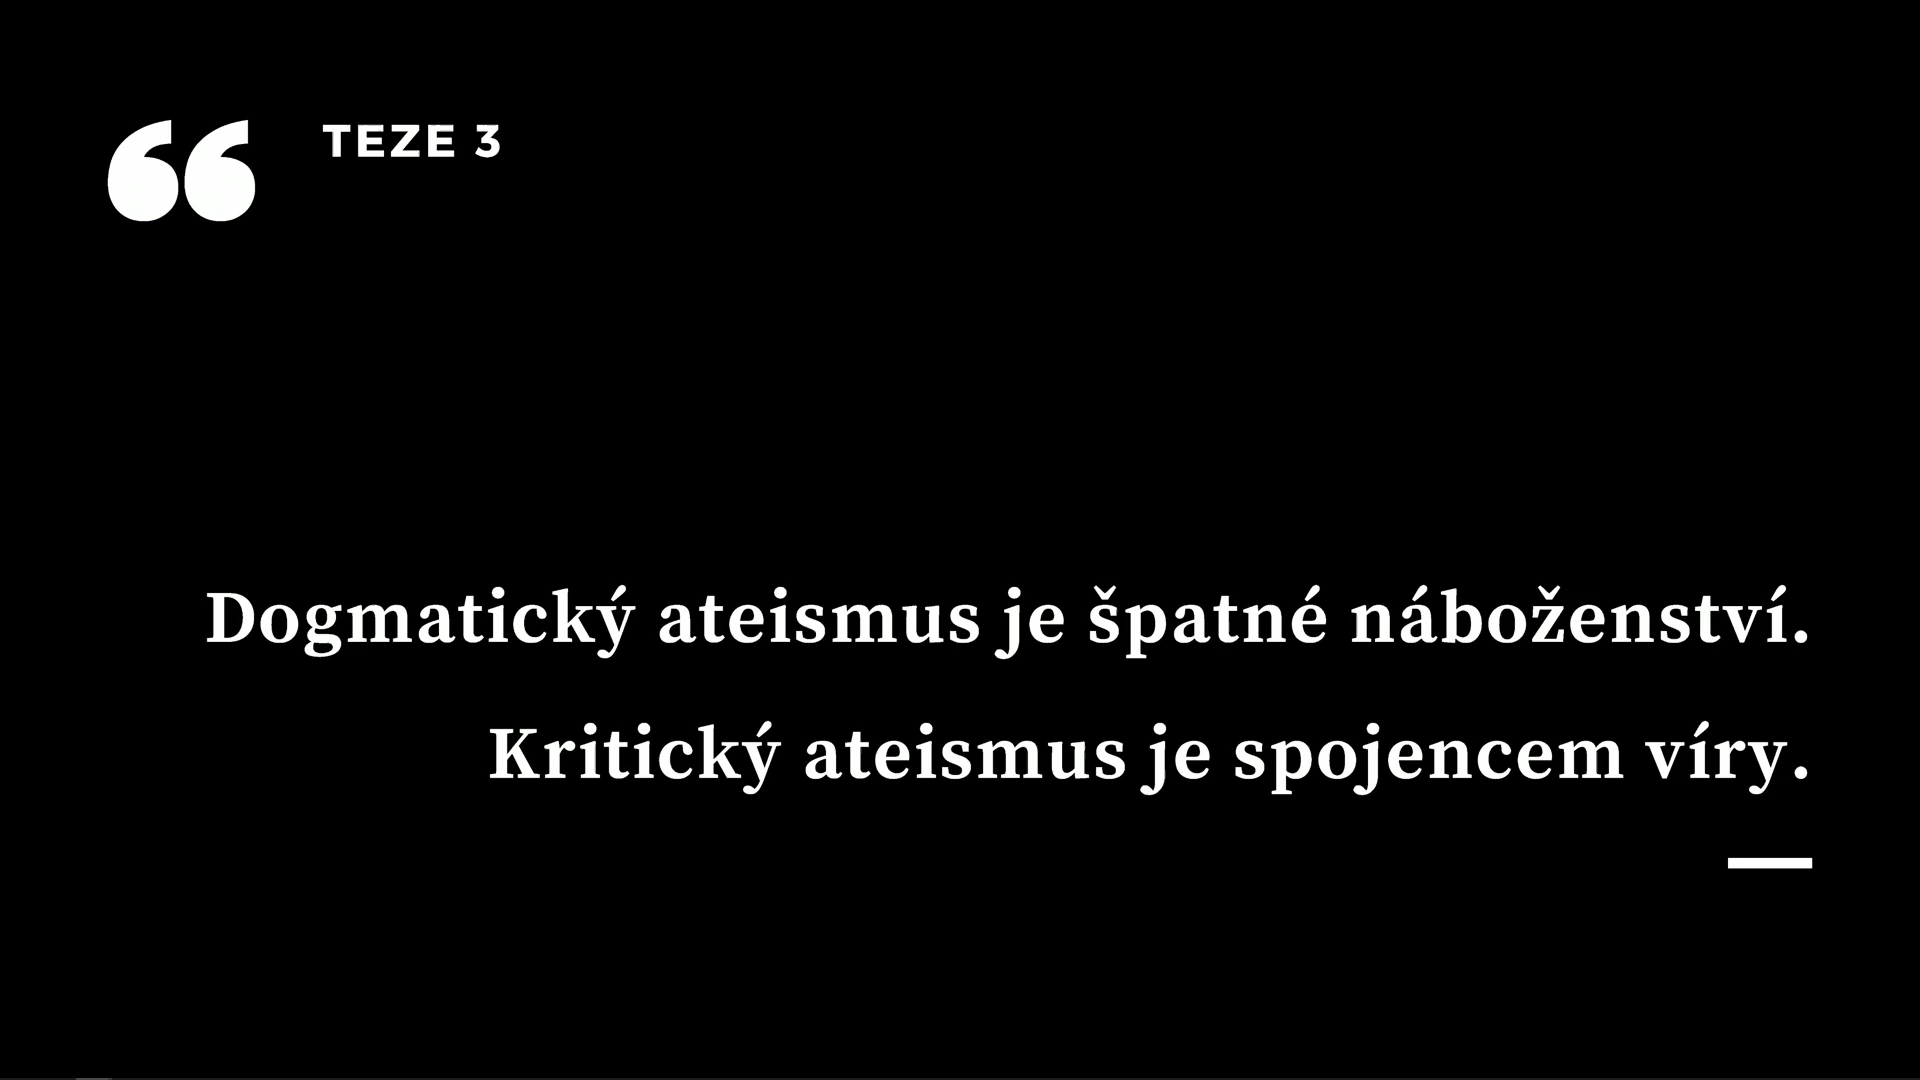 “ TEZE 3
Dogmatický ateismus je špatné náboženství.
Kritický ateismus je spojencem víry.